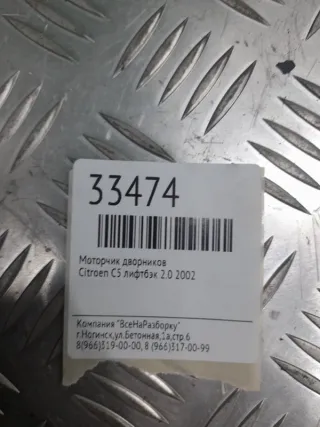 33474
Моторчик дворников
Citroen C5 лифтбэк 2.0 2002
Компания "ВсеНаРазборку"
г.Ногинск,ул.Бетонная,1а,стр.6
8(966)319-00-00, 8 (966)317-00-99